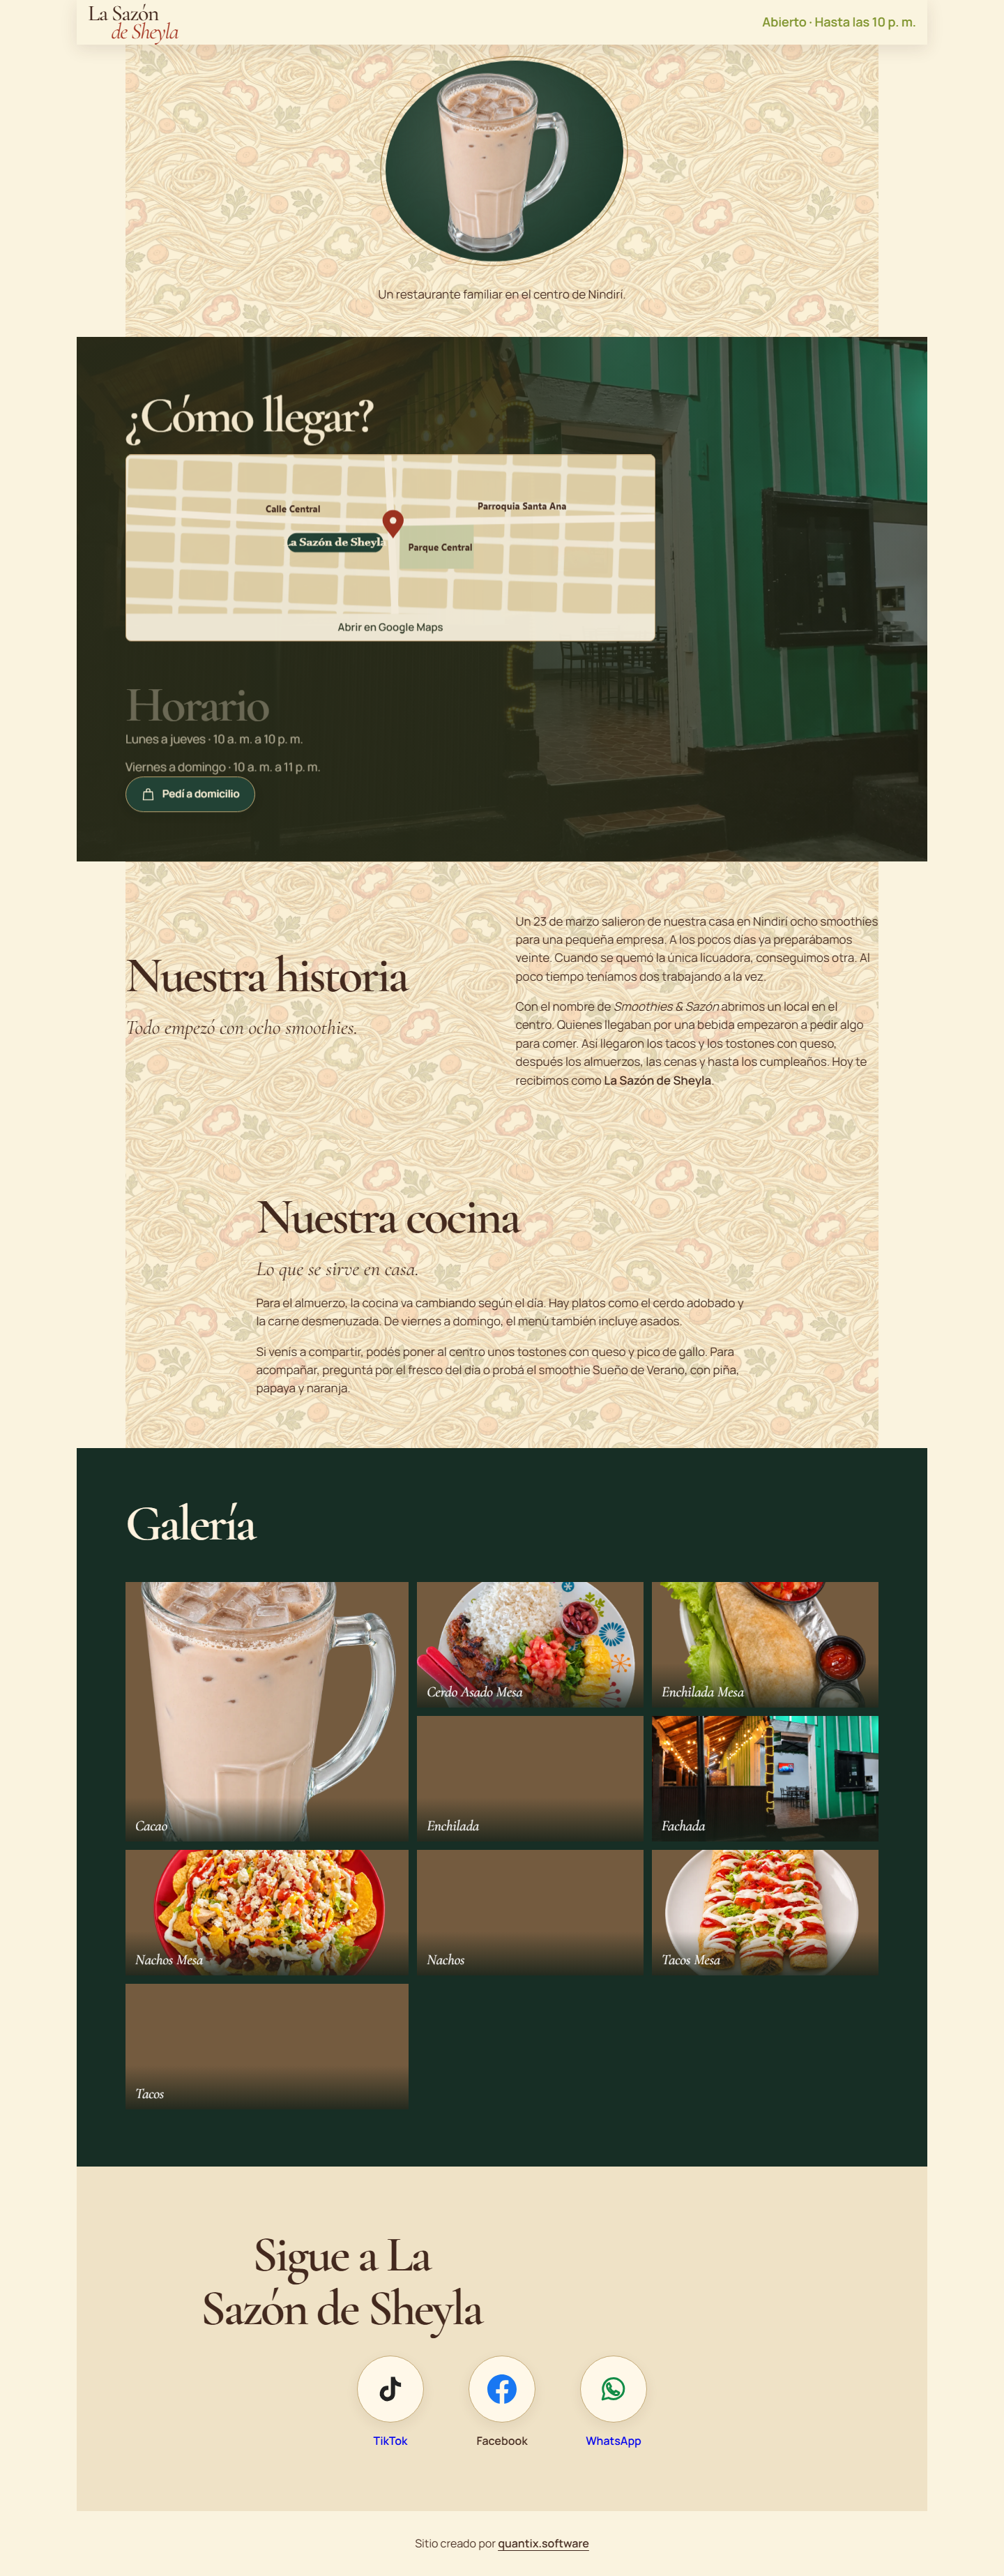 La Sazón
de Sheyla
Abierto · Hasta las 10 p. m.
Un restaurante familiar en el centro de Nindirí.
¿Cómo llegar?
Calle Central
Parroquia Santa Ana
La Sazón de Sheyla
Parque Central
Abrir en Google Maps
Horario
Lunes a jueves · 10 a. m. a 10 p. m.
Viernes a domingo · 10 a. m. a 11 p. m.
Pedí a domicilio
Nuestra historia
Todo empezó con ocho smoothies.
Un 23 de marzo salieron de nuestra casa en Nindirí ocho smoothies
para una pequeña empresa. A los pocos días ya preparábamos
veinte. Cuando se quemó la única licuadora, conseguimos otra. Al
poco tiempo teníamos dos trabajando a la vez.
Con el nombre de Smoothies & Sazón abrimos un local en el
centro. Quienes llegaban por una bebida empezaron a pedir algo
para comer. Así llegaron los tacos y los tostones con queso,
después los almuerzos, las cenas y hasta los cumpleaños. Hoy te
recibimos como La Sazón de Sheyla.
Nuestra cocina
Lo que se sirve en casa.
Para el almuerzo, la cocina va cambiando según el día. Hay platos como el cerdo adobado y
la carne desmenuzada. De viernes a domingo, el menú también incluye asados.
Si venís a compartir, podés poner al centro unos tostones con queso y pico de gallo. Para
acompañar, preguntá por el fresco del día o probá el smoothie Sueño de Verano, con piña,
papaya y naranja.
Galería
Cacao
Cerdo Asado Mesa
Enchilada Mesa
Enchilada
Fachada
Nachos Mesa
Nachos
Tacos Mesa
Tacos
Sigue a La
Sazón de Sheyla
TikTok
Facebook
WhatsApp
Sitio creado por quantix.software